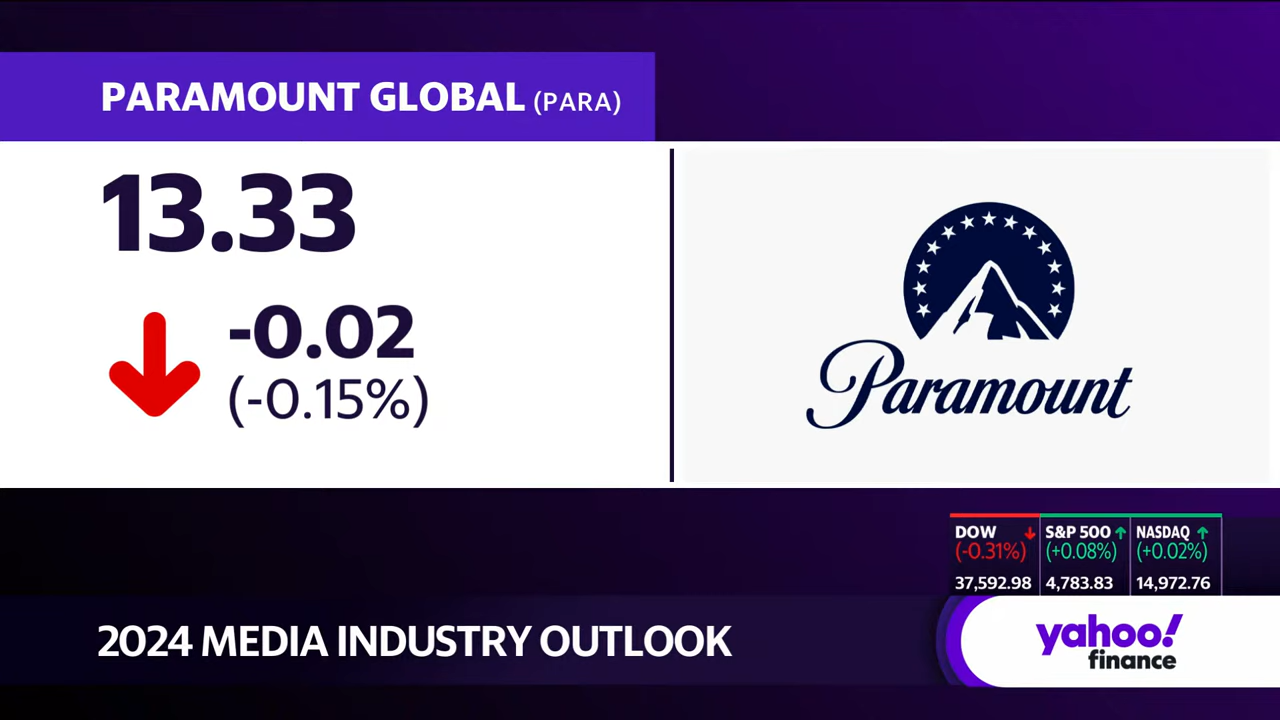 PARAMOUNT GLOBAL (PARA)
13.33
-0.02
(-0.15%)
Paramount
DOW S&P 500 NASDAQ
(-0.31%) (+0.08%) (+0.02%)
37,592.98 4,783.83 14,972.76
2024 MEDIA INDUSTRY OUTLOOK
yahoo!
finance